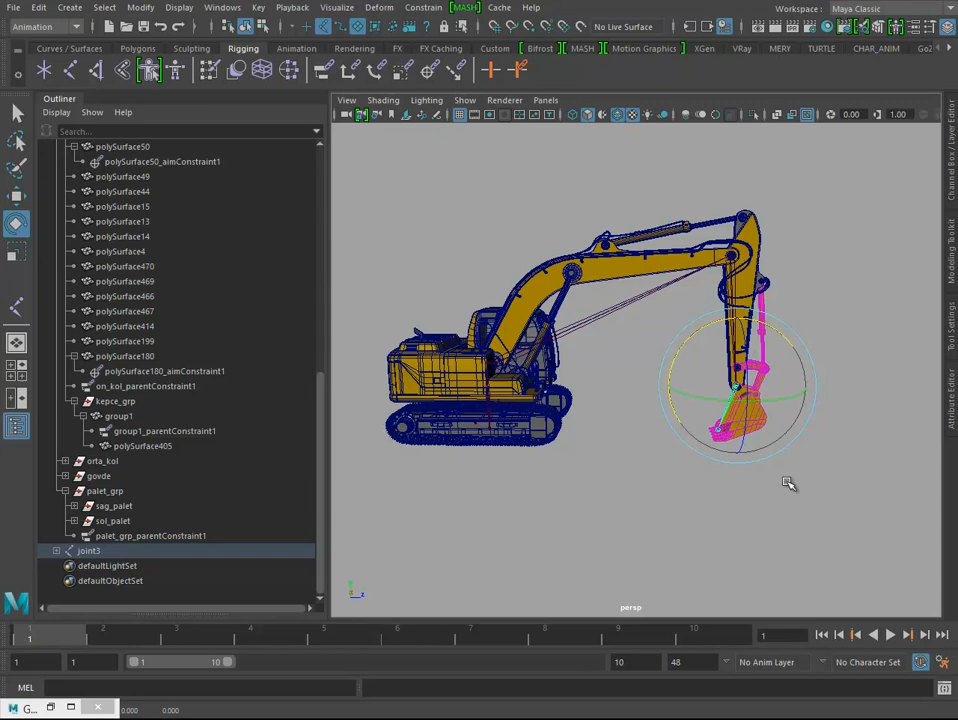 File Edit Create Select Modify Display Windows Key Playback Visualize Deform Constrain MASH Cache Help
Workspace : Maya Classic
Animation
No Live Surface
Curves / Surfaces Polygons Sculpting Rigging Animation Rendering FX FX Caching Custom Bifrost MASH Motion Graphics XGen VRay MERY TURTLE CHAR_ANIM
Outliner
Display Show Help
Search...
polySurface50
polySurface50_aimConstraint1
polySurface49
polySurface44
polySurface15
polySurface13
polySurface14
polySurface4
polySurface470
polySurface469
polySurface466
polySurface467
polySurface414
polySurface199
polySurface180
polySurface180_aimConstraint1
on_kol_parentConstraint1
kepce_grp
group1
group1_parentConstraint1
polySurface405
orta_kol
govde
palet_grp
sag_palet
sol_palet
palet_grp_parentConstraint1
joint3
defaultLightSet
defaultObjectSet
View Shading Lighting Show Renderer Panels
0.00 1.00
persp
Channel Box / Layer Editor
Modeling Toolkit
Tool Settings
Attribute Editor
1 2 3 4 5 6 7 8 9 10
1
1
1 1 1 10 10 48 No Anim Layer No Character Set
MEL
G...
0.000 0.000